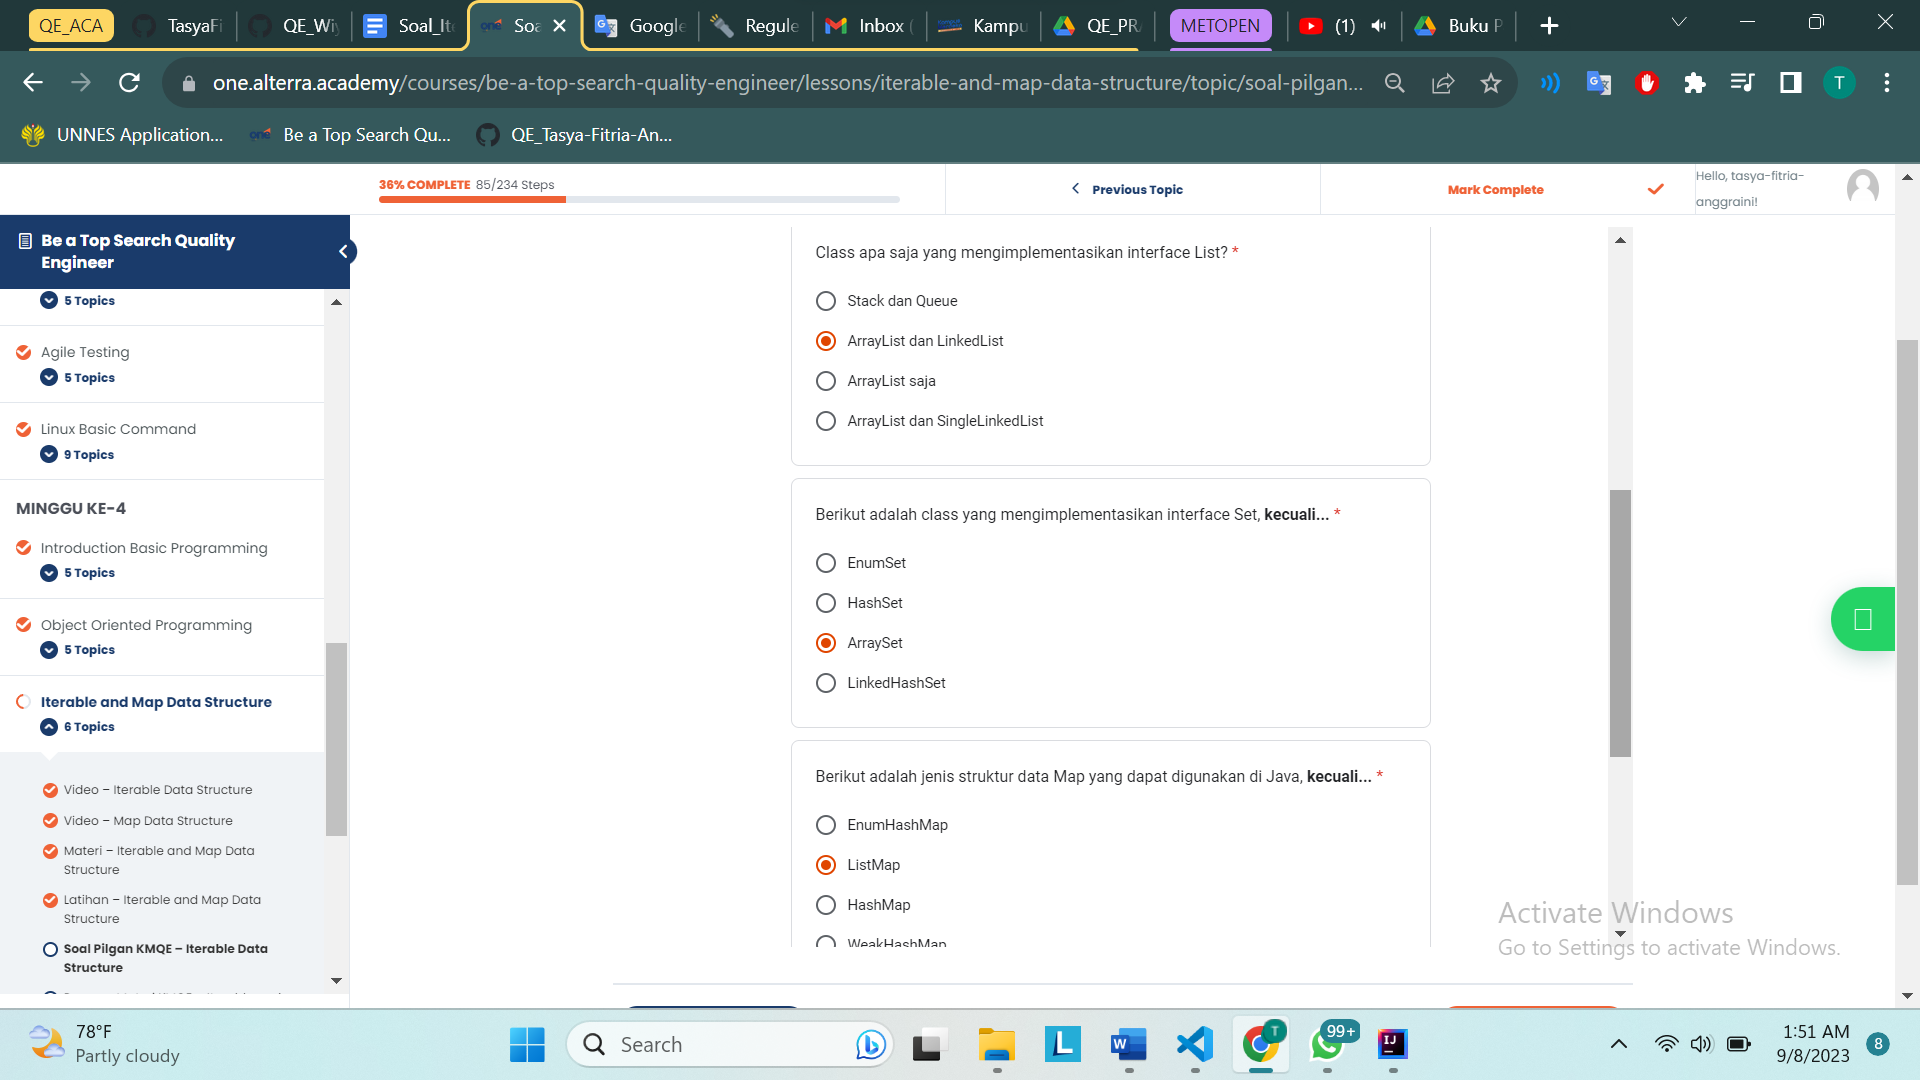 QE_ACA
TasyaFi
QE_Wiy
Soal_Ite
Soa
Google
Regule
Inbox (
Kampu
QE_PRA
METOPEN
(1)
Buku P
one.alterra.academy/courses/be-a-top-search-quality-engineer/lessons/iterable-and-map-data-structure/topic/soal-pilgan...
T
UNNES Application...
one
Be a Top Search Qu...
QE_Tasya-Fitria-An...
36% COMPLETE 85/234 Steps
Previous Topic
Mark Complete
Hello, tasya-fitria-
anggraini!
Be a Top Search Quality
Engineer
5 Topics
Agile Testing
5 Topics
Linux Basic Command
9 Topics
MINGGU KE-4
Introduction Basic Programming
5 Topics
Object Oriented Programming
5 Topics
Iterable and Map Data Structure
6 Topics
Video – Iterable Data Structure
Video – Map Data Structure
Materi – Iterable and Map Data
Structure
Latihan – Iterable and Map Data
Structure
Soal Pilgan KMQE – Iterable Data
Structure
Class apa saja yang mengimplementasikan interface List? *
Stack dan Queue
ArrayList dan LinkedList
ArrayList saja
ArrayList dan SingleLinkedList
Berikut adalah class yang mengimplementasikan interface Set, kecuali... *
EnumSet
HashSet
ArraySet
LinkedHashSet
Berikut adalah jenis struktur data Map yang dapat digunakan di Java, kecuali... *
EnumHashMap
ListMap
HashMap
WeakHashMap
Activate Windows
Go to Settings to activate Windows.
78°F
Partly cloudy
Search
L
W
T
99+
IJ
1:51 AM
9/8/2023
8